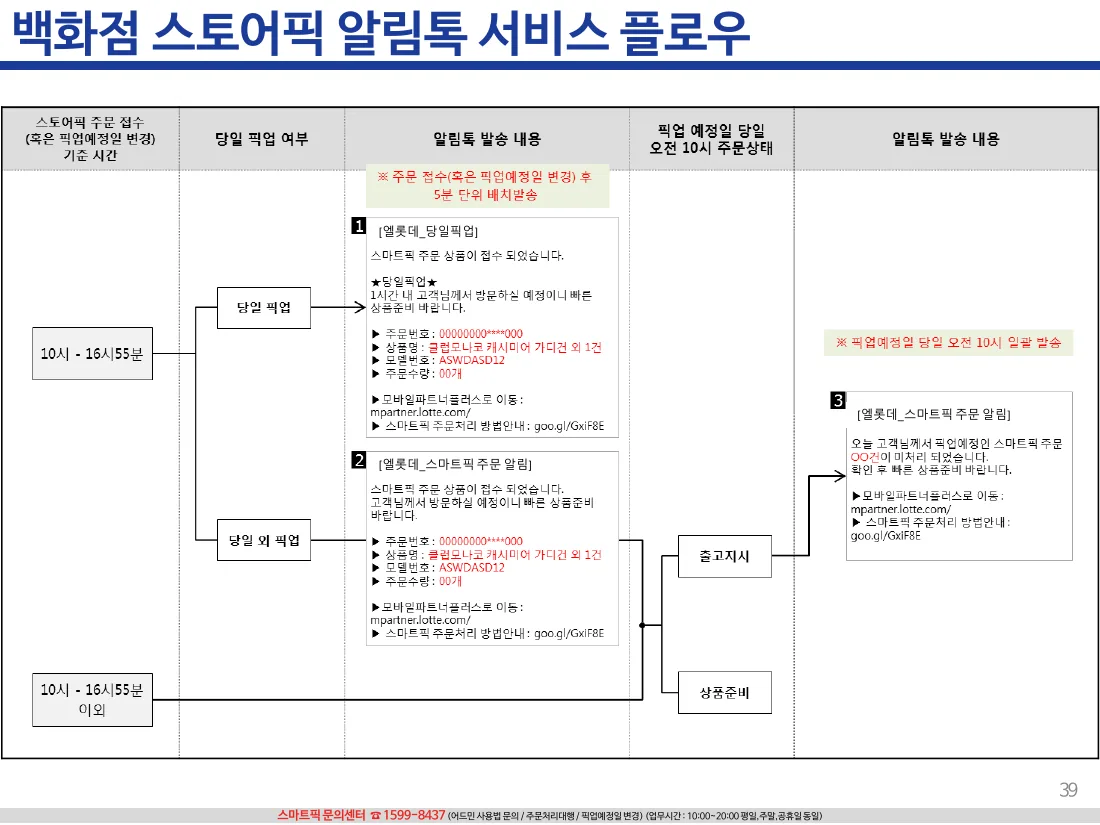 백화점 스토어픽 알림톡 서비스 플로우
스토어픽 주문 접수
(혹은 픽업예정일 변경)
기준 시간
당일 픽업 여부
알림톡 발송 내용
픽업 예정일 당일
오전 10시 주문상태
알림톡 발송 내용
※ 주문 접수(혹은 픽업예정일 변경) 후
5분 단위 배치발송
1
[엘롯데_당일픽업]
스마트픽 주문 상품이 접수 되었습니다.
★당일픽업★
1시간 내 고객님께서 방문하실 예정이니 빠른
상품준비 바랍니다.
▶ 주문번호 : 00000000****000
▶ 상품명 : 클럽모나코 캐시미어 가디건 외 1건
▶ 모델번호 : ASWDASD12
▶ 주문수량 : 00개
▶모바일파트너플러스로 이동 :
mpartner.lotte.com/
▶ 스마트픽 주문처리 방법안내 : goo.gl/GxiF8E
당일 픽업
10시 - 16시55분
2
[엘롯데_스마트픽 주문 알림]
스마트픽 주문 상품이 접수 되었습니다.
고객님께서 방문하실 예정이니 빠른 상품준비
바랍니다.
▶ 주문번호 : 00000000****000
▶ 상품명 : 클럽모나코 캐시미어 가디건 외 1건
▶ 모델번호 : ASWDASD12
▶ 주문수량 : 00개
▶모바일파트너플러스로 이동 :
mpartner.lotte.com/
▶ 스마트픽 주문처리 방법안내 : goo.gl/GxiF8E
당일 외 픽업
※ 픽업예정일 당일 오전 10시 일괄 발송
3
[엘롯데_스마트픽 주문 알림]
오늘 고객님께서 픽업예정인 스마트픽 주문
OO건이 미처리 되었습니다.
확인 후 빠른 상품준비 바랍니다.
▶모바일파트너플러스로 이동 :
mpartner.lotte.com/
▶ 스마트픽 주문처리 방법안내 :
goo.gl/GxiF8E
출고지시
상품준비
10시 - 16시55분
이외
39
스마트픽 문의센터 ☎ 1599-8437 (어드민 사용법 문의 / 주문처리대행 / 픽업예정일 변경) (업무시간 : 10:00~20:00 평일,주말,공휴일 동일)